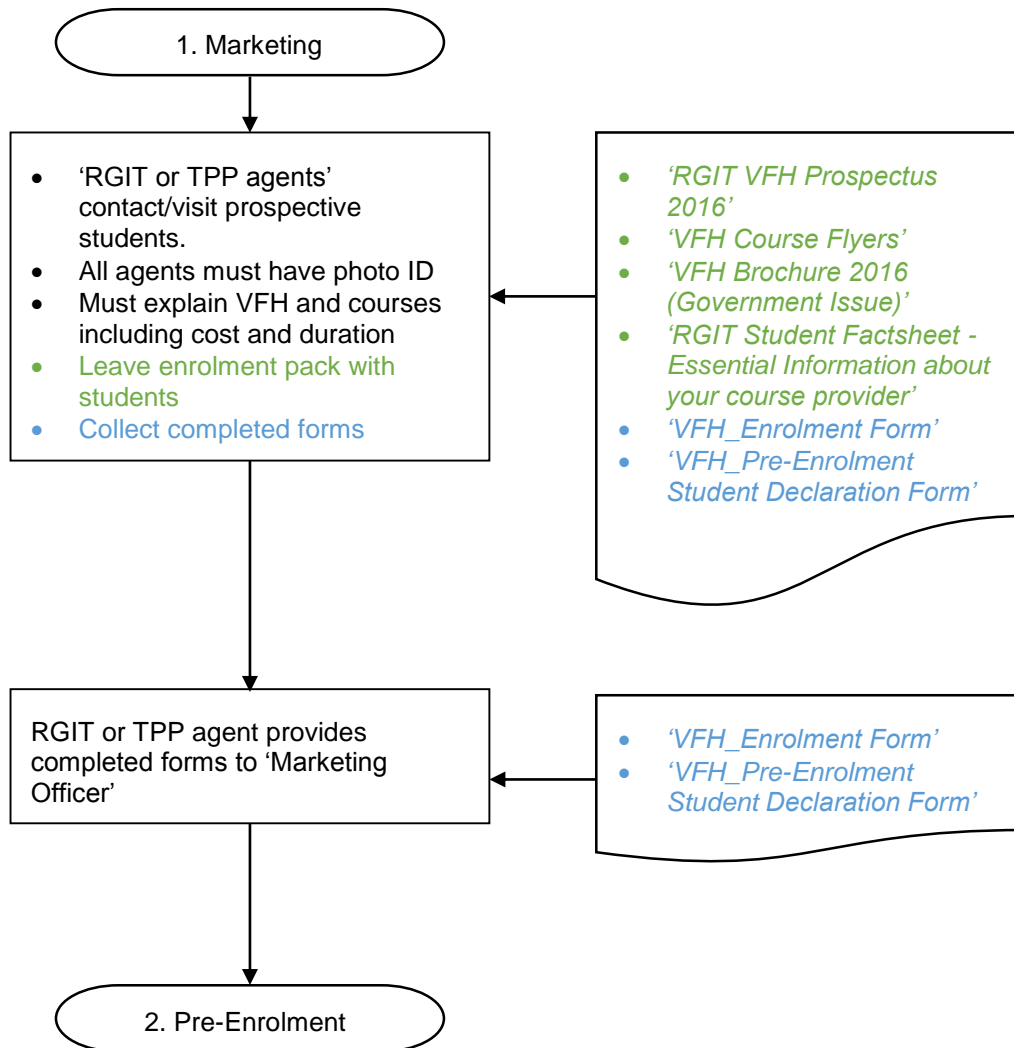 1. Marketing
• ‘RGIT or TPP agents’
contact/visit prospective
students.
• All agents must have photo ID
• Must explain VFH and courses
including cost and duration
• Leave enrolment pack with
students
• Collect completed forms
• ‘RGIT VFH Prospectus
2016’
• ‘VFH Course Flyers’
• ‘VFH Brochure 2016
(Government Issue)’
• ‘RGIT Student Factsheet -
Essential Information about
your course provider’
• ‘VFH_Enrolment Form’
• ‘VFH_Pre-Enrolment
Student Declaration Form’
RGIT or TPP agent provides
completed forms to ‘Marketing
Officer’
• ‘VFH_Enrolment Form’
• ‘VFH_Pre-Enrolment
Student Declaration Form’
2. Pre-Enrolment